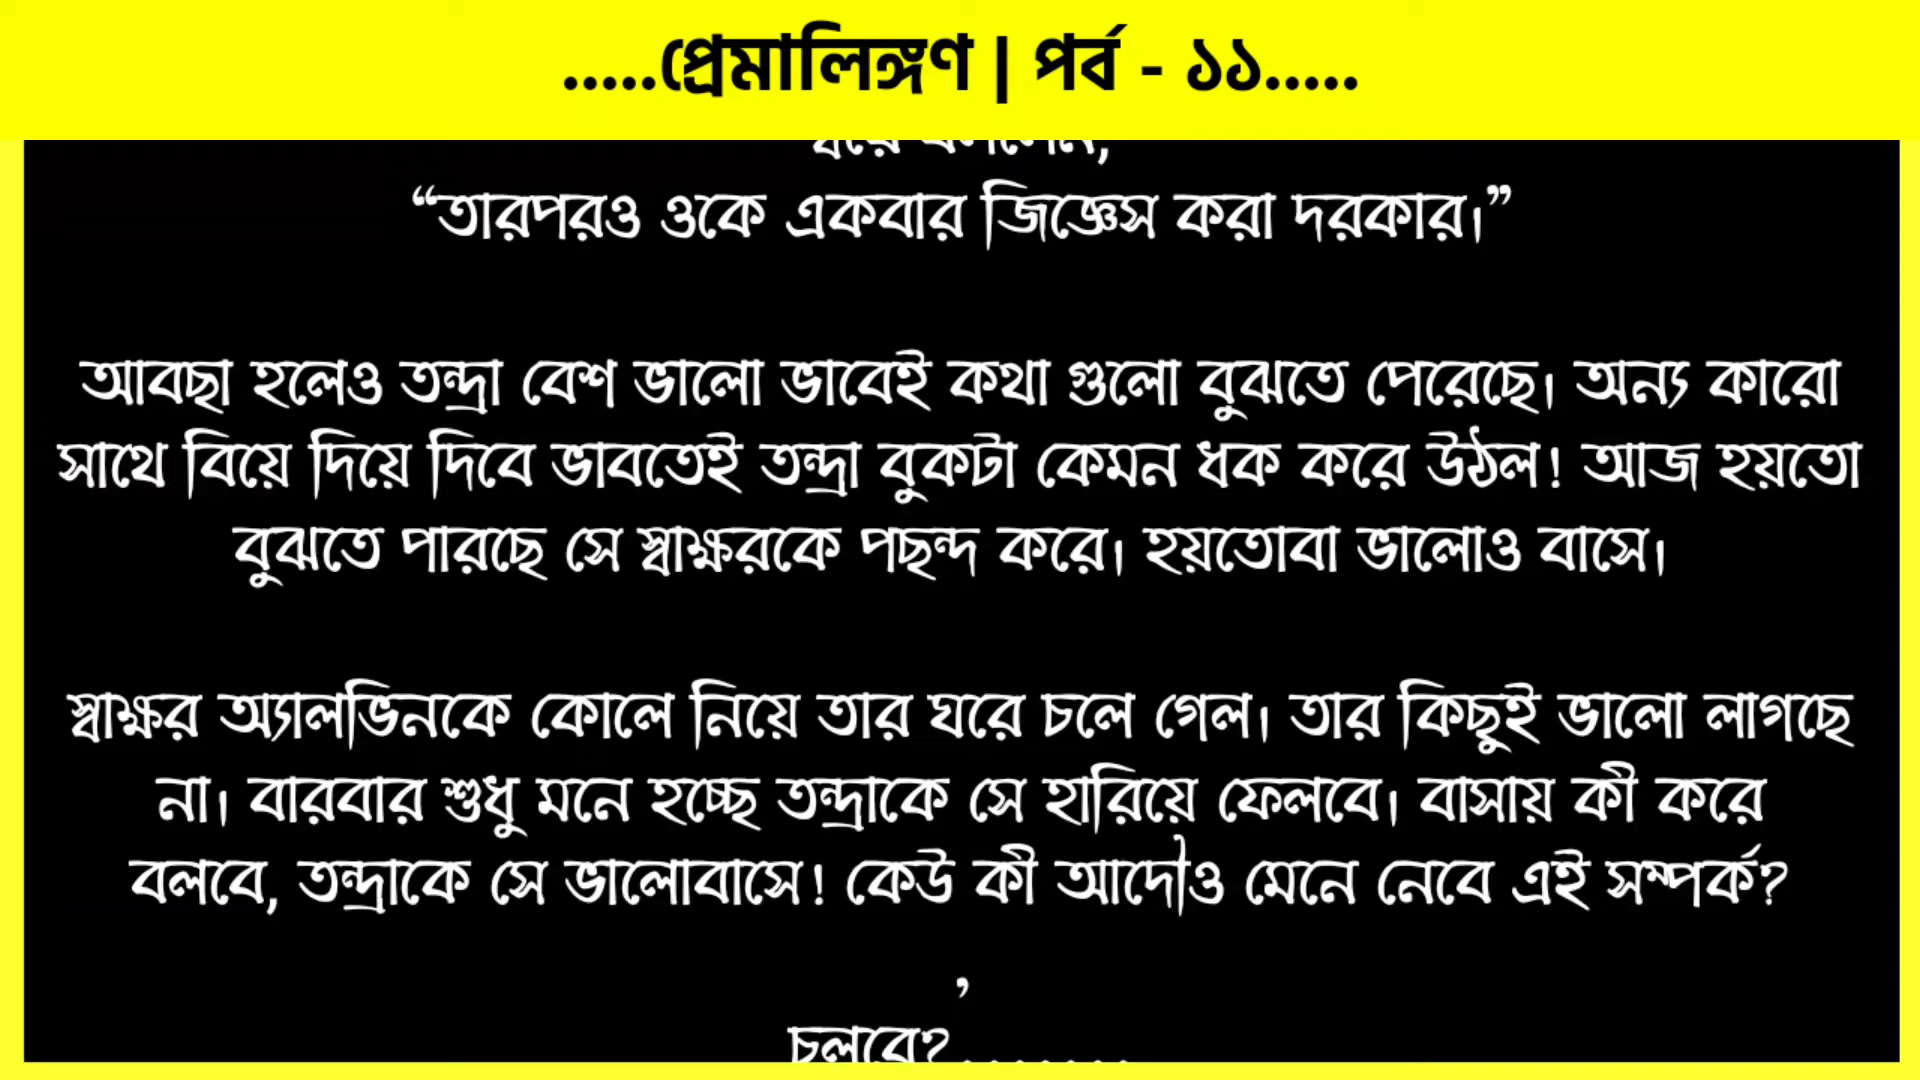 .....প্রেমালিঙ্গণ | পর্ব - ১১.....
“তারপরও ওকে একবার জিজ্ঞেস করা দরকার।”
আবছা হলেও তন্দ্রা বেশ ভালো ভাবেই কথা গুলো বুঝতে পেরেছে। অন্য কারো
সাথে বিয়ে দিয়ে দিবে ভাবতেই তন্দ্রা বুকটা কেমন ধক করে উঠল! আজ হয়তো
বুঝতে পারছে সে স্বাক্ষরকে পছন্দ করে। হয়তোবা ভালোও বাসে।
স্বাক্ষর অ্যালভিনকে কোলে নিয়ে তার ঘরে চলে গেল। তার কিছুই ভালো লাগছে
না। বারবার শুধু মনে হচ্ছে তন্দ্রাকে সে হারিয়ে ফেলবে। বাসায় কী করে
বলবে, তন্দ্রাকে সে ভালোবাসে! কেউ কী আদৌও মেনে নেবে এই সম্পর্ক?
,
চলবে?.......